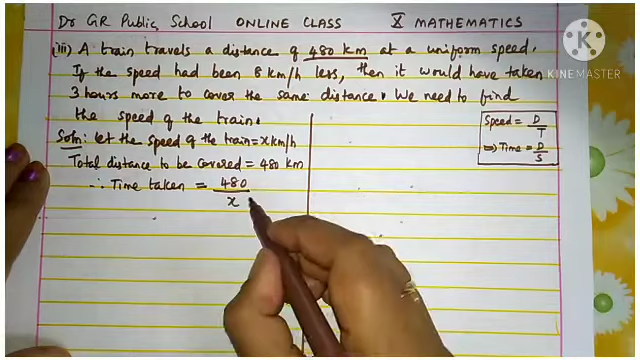 Dr GR Public School ONLINE CLASS X MATHEMATICS
(iii) A train travels a distance of 480 km at a uniform speed.
If the speed had been 8 km/h less, then it would have taken
3 hours more to cover the same distance. We need to find
the speed of the train.
Soln: Let the speed of the train = x km/h
Total distance to be covered = 480 km
∴ Time taken = 480/x
Speed = D/T
⇒ Time = D/S
KINEMASTER